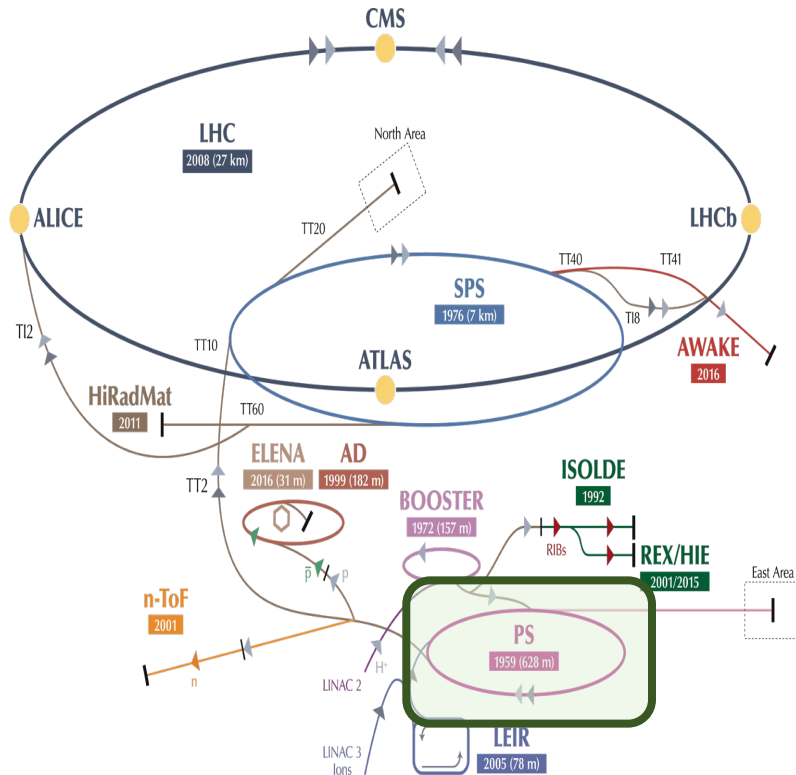 CMS
LHC
2008 (27 km)
North Area
ALICE
LHCb
TT20
TT40
TT41
SPS
1976 (7 km)
TI2
TI8
TT10
AWAKE
2016
ATLAS
HiRadMat
2011
TT60
ELENA
2016 (31 m)
AD
1999 (182 m)
TT2
BOOSTER
1972 (157 m)
ISOLDE
1992
RIBs
REX/HIE
2001/2015
East Area
p̅
p
n-ToF
2001
n
PS
1959 (628 m)
H+
LINAC 2
LINAC 3
Ions
LEIR
2005 (78 m)